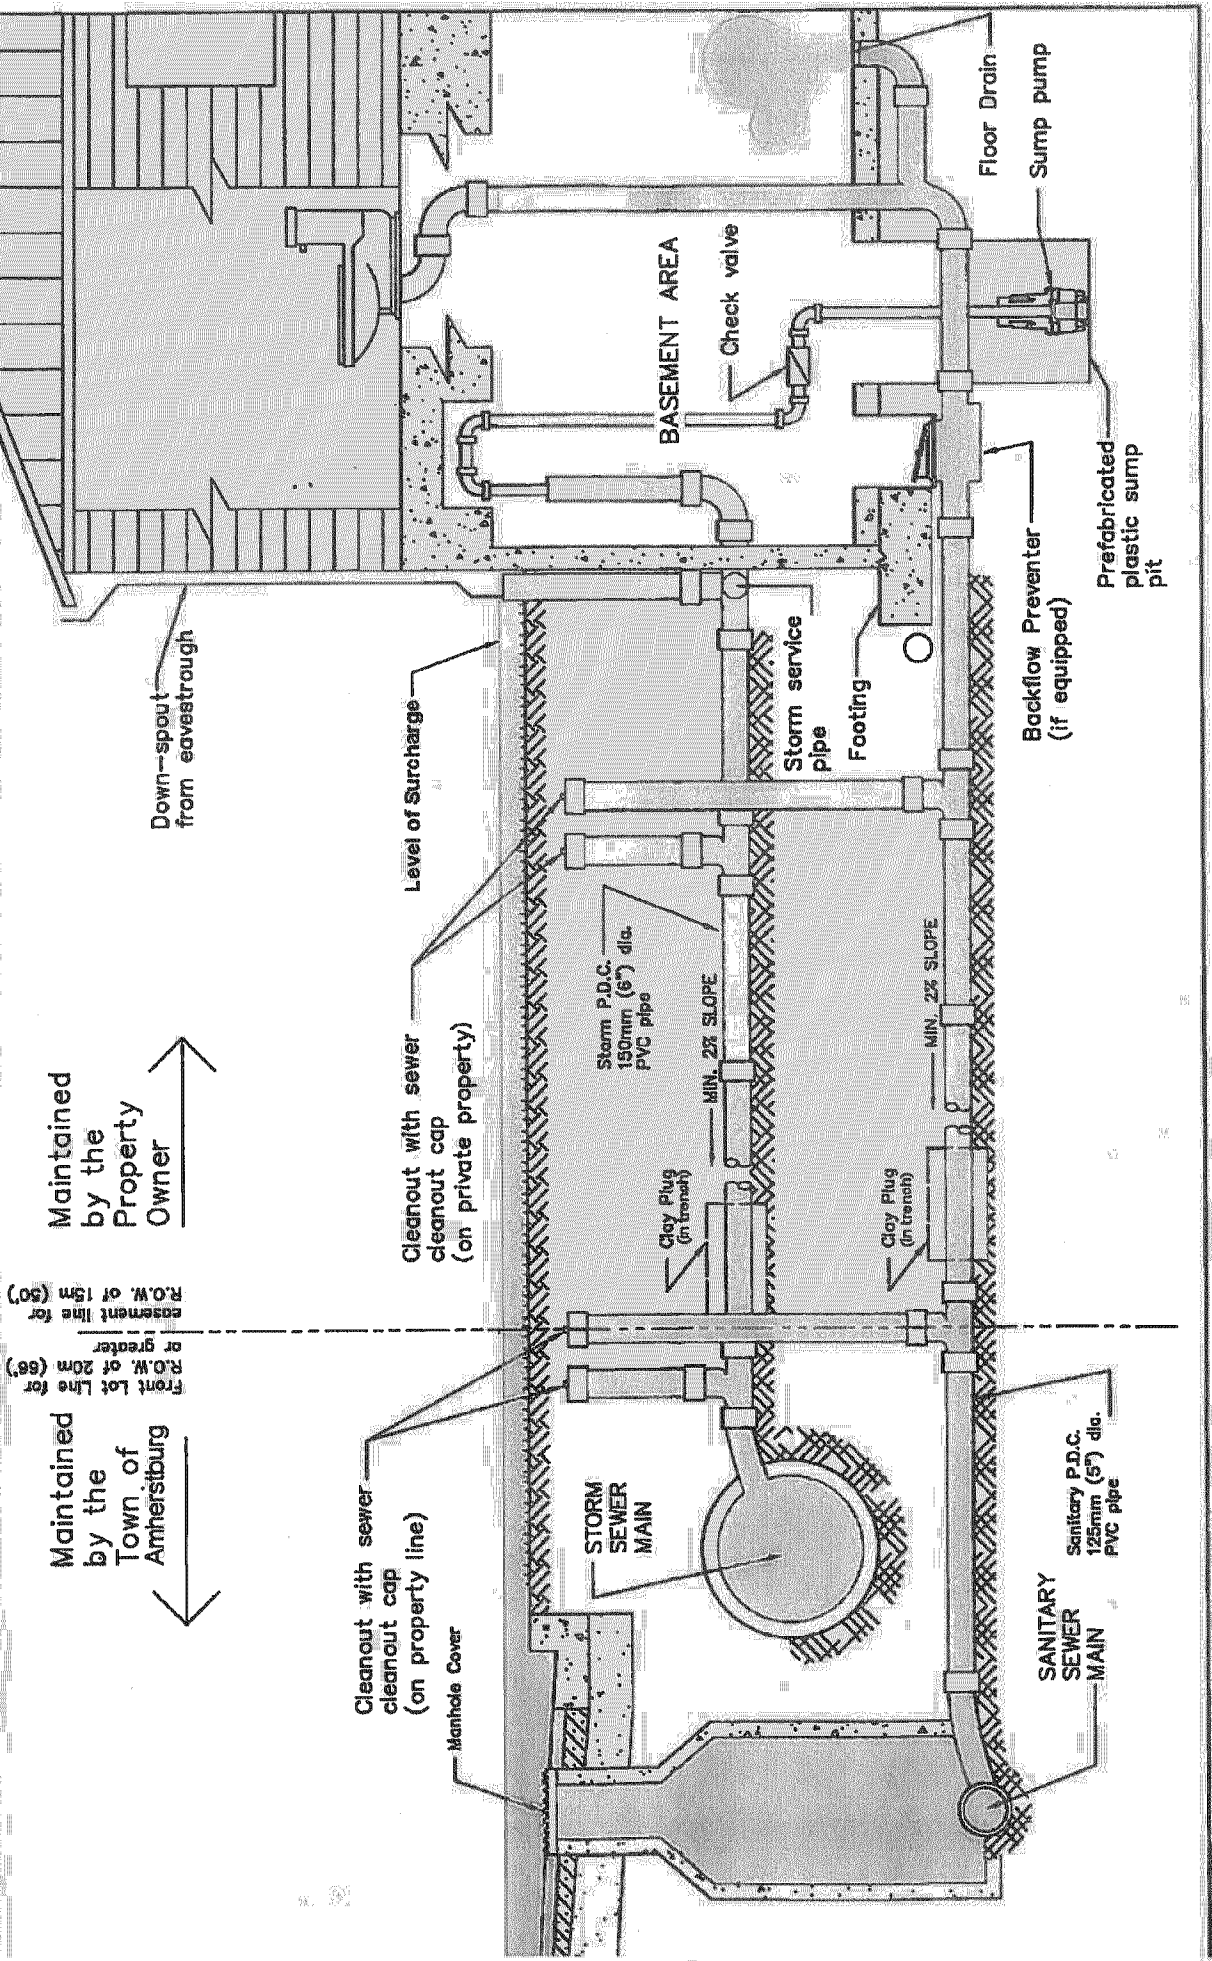 Maintained
by the
Town of
Amherstburg
Front Lot Line for
R.O.W. of 20m (66')
or greater
easement line for
R.O.W. of 15m (50')
Maintained
by the
Property
Owner
Down-spout
from eavestrough
Manhole Cover
Cleanout with sewer
cleanout cap
(on property line)
Cleanout with sewer
cleanout cap
(on private property)
Level of Surcharge
STORM
SEWER
MAIN
Clay Plug
(in trench)
MIN. 2% SLOPE
Storm P.D.C.
150mm (6") dia.
PVC pipe
Storm service
pipe
Footing
BASEMENT AREA
Check valve
Clay Plug
(in trench)
MIN. 2% SLOPE
SANITARY
SEWER
MAIN
Sanitary P.D.C.
125mm (5") dia.
PVC pipe
Backflow Preventer
(if equipped)
Prefabricated
plastic sump
pit
Floor Drain
Sump pump